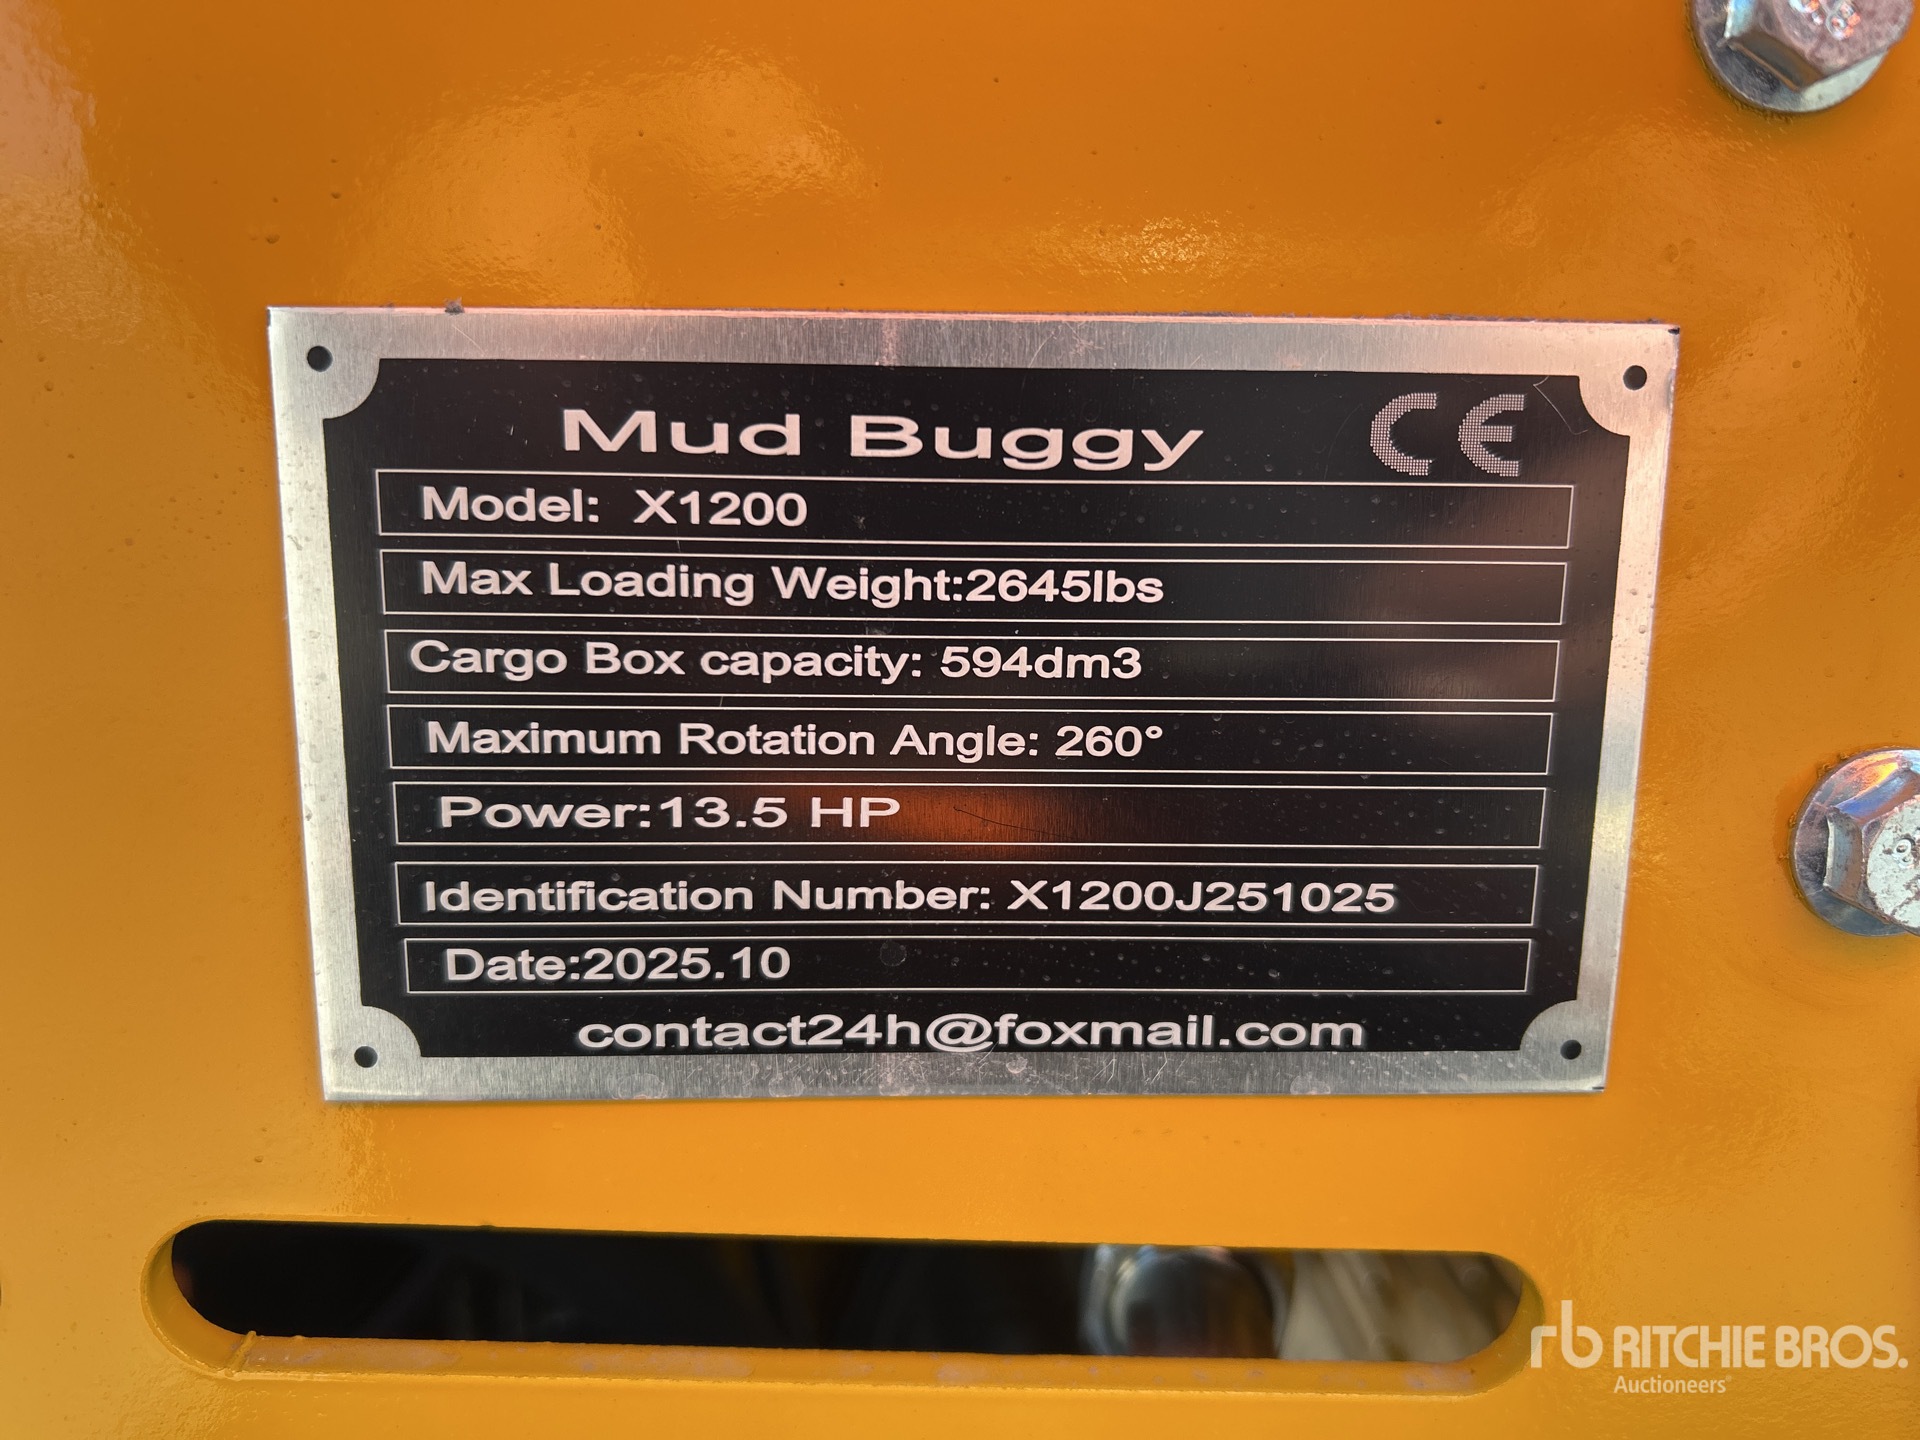 Mud Buggy CE
Model: X1200
Max Loading Weight:2645lbs
Cargo Box capacity: 594dm3
Maximum Rotation Angle: 260°
Power:13.5 HP
Identification Number: X1200J251025
Date:2025.10
contact24h@foxmail.com
rb RITCHIE BROS.
Auctioneers